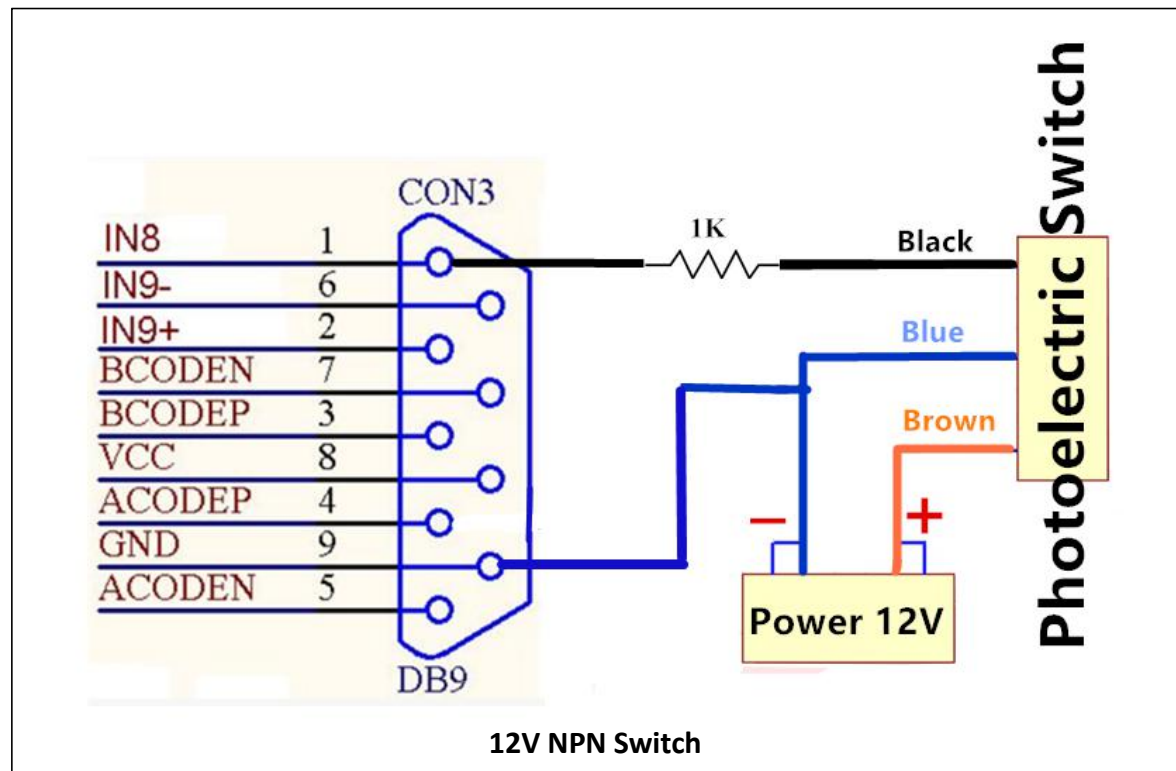 CON3
IN8 1
IN9- 6
IN9+ 2
BCODEN 7
BCODEP 3
VCC 8
ACODEP 4
GND 9
ACODEN 5
DB9
1K
Black
Blue
Brown
− +
Power 12V
Photoelectric Switch
12V NPN Switch